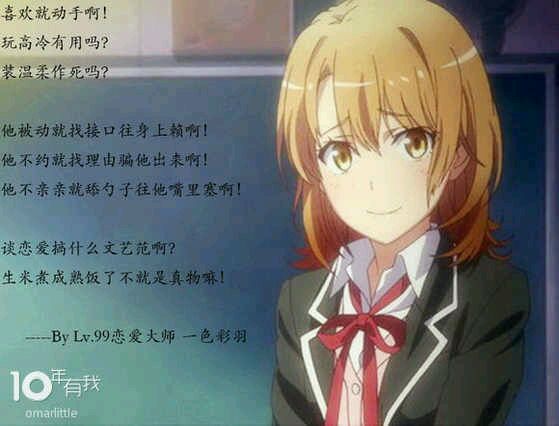 喜欢就动手啊!
玩高冷有用吗?
装温柔作死吗?
他被动就找接口往身上赖啊!
他不约就找理由骗他出来啊!
他不亲亲就舔勺子往他嘴里塞啊!
谈恋爱搞什么文艺范啊?
生米煮成熟饭了不就是真物嘛!
-----By Lv.99恋爱大师 一色彩羽
10年有我
omarlittle